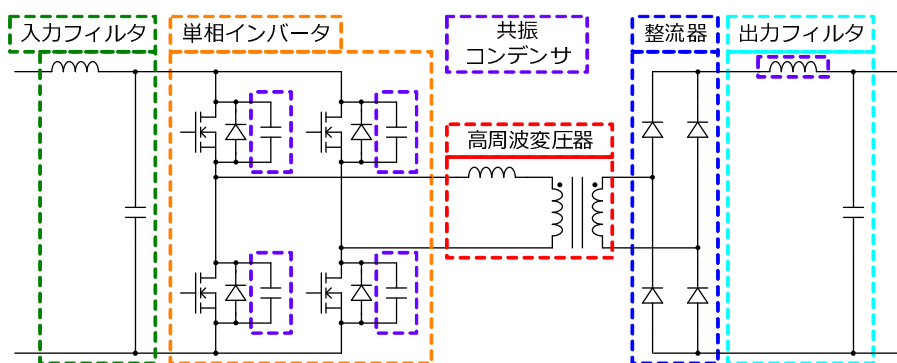 入力フィルタ
単相インバータ
共振
コンデンサ
整流器
出力フィルタ
高周波変圧器